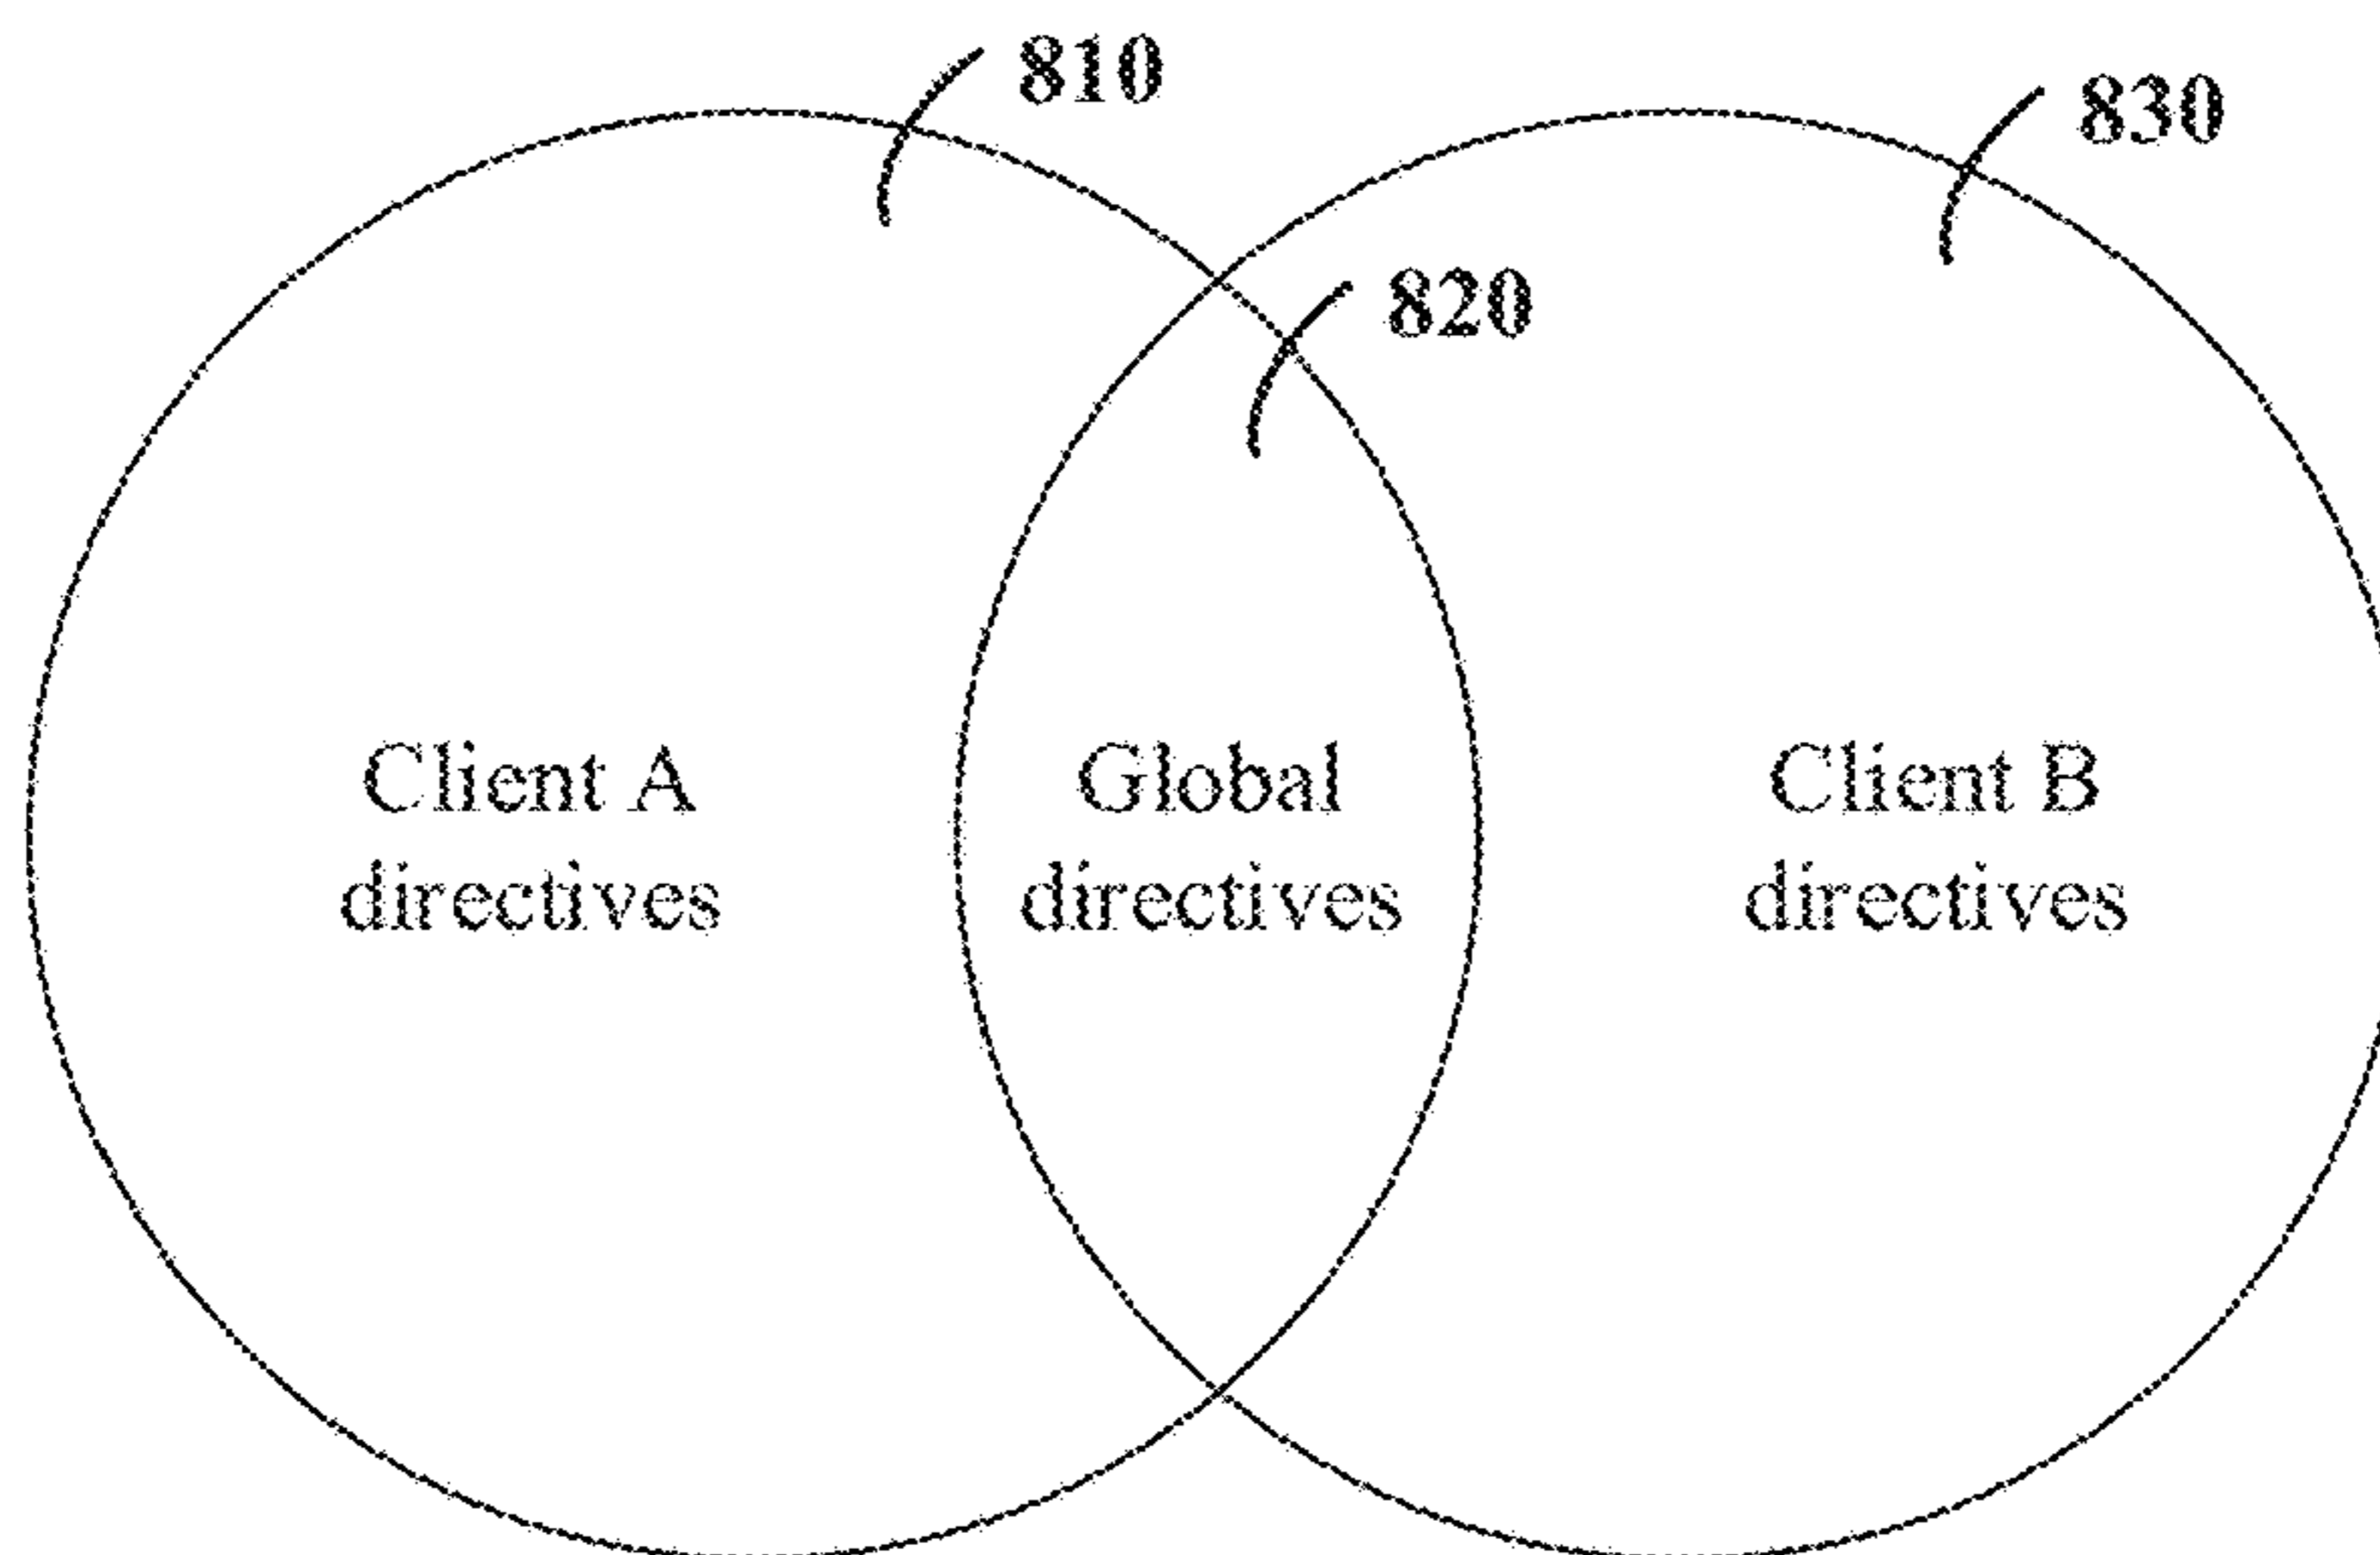 810
830
820
Client A
directives
Global
directives
Client B
directives